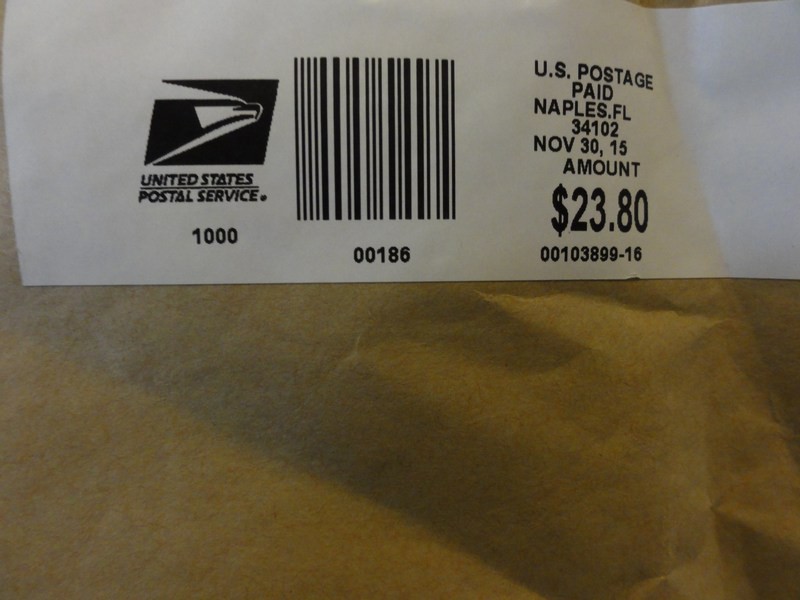 UNITED STATES
POSTAL SERVICE.
1000
00186
U.S. POSTAGE
PAID
NAPLES.FL
34102
NOV 30, 15
AMOUNT
$23.80
00103899-16